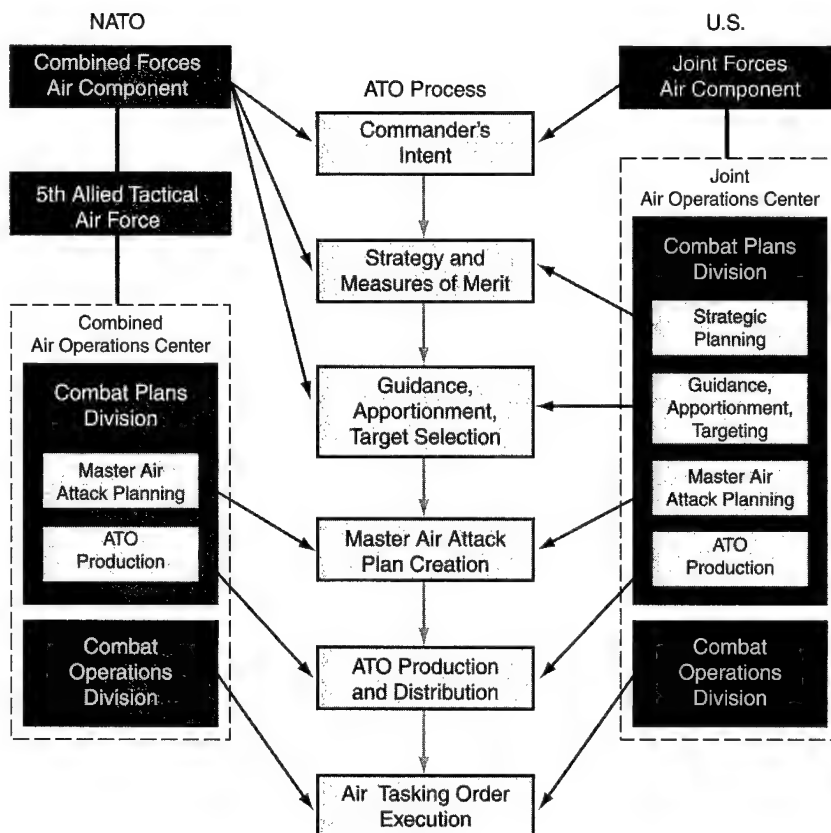 NATO
Combined Forces
Air Component
5th Allied Tactical
Air Force
Combined
Air Operations Center
Combat Plans
Division
Master Air
Attack Planning
ATO
Production
Combat
Operations
Division
ATO Process
Commander's
Intent
Strategy and
Measures of Merit
Guidance,
Apportionment,
Target Selection
Master Air Attack
Plan Creation
ATO Production
and Distribution
Air Tasking Order
Execution
U.S.
Joint Forces
Air Component
Joint
Air Operations Center
Combat Plans
Division
Strategic
Planning
Guidance,
Apportionment,
Targeting
Master Air
Attack Planning
ATO
Production
Combat
Operations
Division